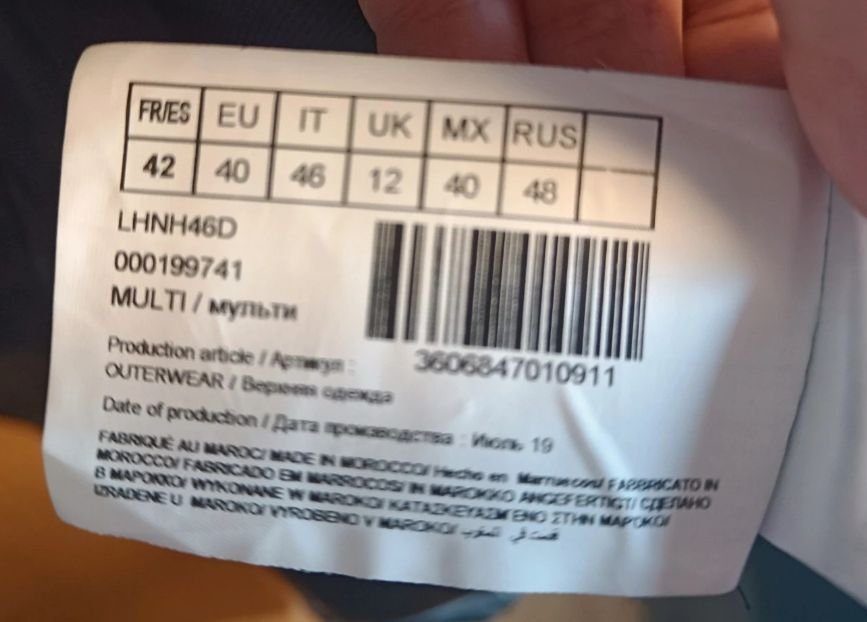 FR/ES EU IT UK MX RUS
42 40 46 12 40 48
LHNH46D
000199741
MULTI / мульти
3606847010911
Production article / Артикул :
OUTERWEAR / Верхняя одежда
Date of production / Дата производства : Июль 19
FABRIQUÉ AU MAROC/ MADE IN MOROCCO/ Hecho en Marruecos/ FABBRICATO IN
MOROCCO/ FABRICADO EM MARROCOS/ IN MAROKKO ANGEFERTIGT/ СДЕЛАНО
В МАРОККО/ WYKONANE W MAROKO/ ΣΤΗΝ ΜΑΡΟΚΟ/
IZRAĐENE U MAROKO/ VYROBENO V MAROKO/